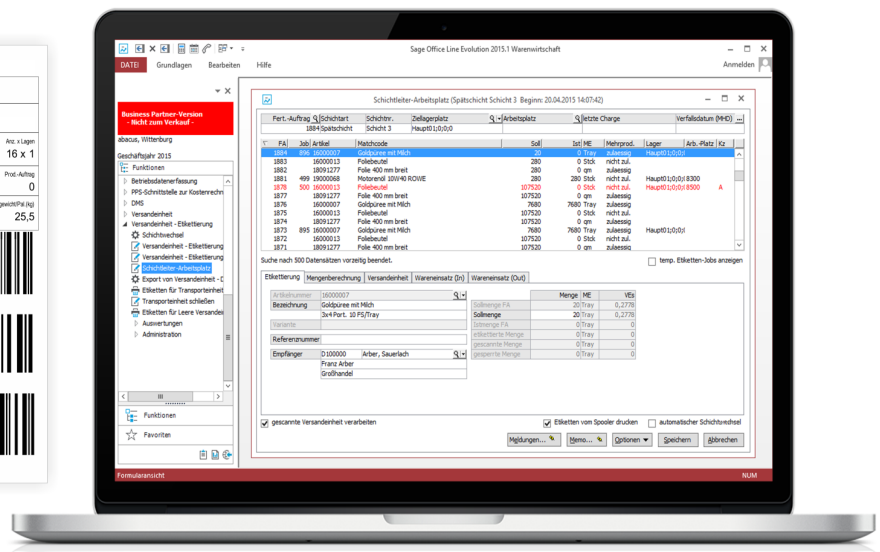 Sage Office Line Evolution 2015.1 Warenwirtschaft
DATEI Grundlagen Bearbeiten Hilfe Anmelden
Business Partner-Version
- Nicht zum Verkauf -
abacus, Wittenburg
Geschäftsjahr 2015
Funktionen
Betriebsdatenerfassung
PPS-Schnittstelle zur Kostenrechn
DMS
Versandeinheit
Versandeinheit - Etikettierung
Schichtwechsel
Versandeinheit - Etikettierung
Versandeinheit - Etikettierung
Schichtleiter-Arbeitsplatz
Export von Versandeinheit - D
Etiketten für Transporteinheit
Transporteinheit schließen
Etiketten für Leere Versandei
Auswertungen
Administration
Funktionen
Favoriten
Formularansicht NUM
Anz. x Lagen
16 x 1
Prod.-Auftrag
0
gewicht/Pal.(kg)
25,5
Schichtleiter-Arbeitsplatz (Spätschicht Schicht 3 Beginn: 20.04.2015 14:07:42)
Fert.-Auftrag Schichtart Schichtnr. Ziellagerplatz Arbeitsplatz letzte Charge Verfallsdatum (MHD) ...
1884 Spätschicht Schicht 3 Haupt01;0;0
FA Job Artikel Matchcode Soll Ist ME Mehrprod. Lager Arb.-Platz Kz
1884 896 16000007 Goldpüree mit Milch 20 0 Tray zulaessig Haupt01;0;0;(
1883 16000013 Foliebeutel 280 0 Stck nicht zul.
1882 18091277 Folie 400 mm breit 280 0 qm zulaessig
1881 499 19000068 Motorenöl 10W40 ROWE 280 280 Stck nicht zul. Haupt01;0;0;( 8300
1878 500 16000013 Foliebeutel 107520 0 Stck nicht zul. Haupt01;0;0;( 8500 A
1877 18091277 Folie 400 mm breit 107520 0 qm zulaessig
1876 16000007 Goldpüree mit Milch 7680 7680 Tray zulaessig Haupt01;0;0;(
1875 16000013 Foliebeutel 107520 0 Stck nicht zul.
1874 18091277 Folie 400 mm breit 107520 0 qm zulaessig
1873 895 16000007 Goldpüree mit Milch 7680 7680 Tray zulaessig Haupt01;0;0;(
1872 16000013 Foliebeutel 107520 0 Stck nicht zul.
1871 18091277 Folie 400 mm breit 107520 0 qm zulaessig
Suche nach 500 Datensätzen vorzeitig beendet. temp. Etiketten-Jobs anzeigen
Etikettierung Mengenberechnung Versandeinheit Wareneinsatz (In) Wareneinsatz (Out)
Artikelnummer 16000007 Menge ME VEs
Bezeichnung Goldpüree mit Milch Sollmenge FA 20 Tray 0,2778
3x4 Port. 10 FS/Tray Sollmenge 20 Tray 0,2778
Variante Istmenge FA 0 Tray 0
etikettierte Menge 0 Tray 0
Referenznummer gescannte Menge 0 Tray 0
Empfänger D100000 Arber, Sauerlach gesperrte Menge 0 Tray 0
Franz Arber
Großhandel
gescannte Versandeinheit verarbeiten Etiketten vom Spooler drucken automatischer Schichtwechsel
Meldungen... Memo... Optionen Speichern Abbrechen